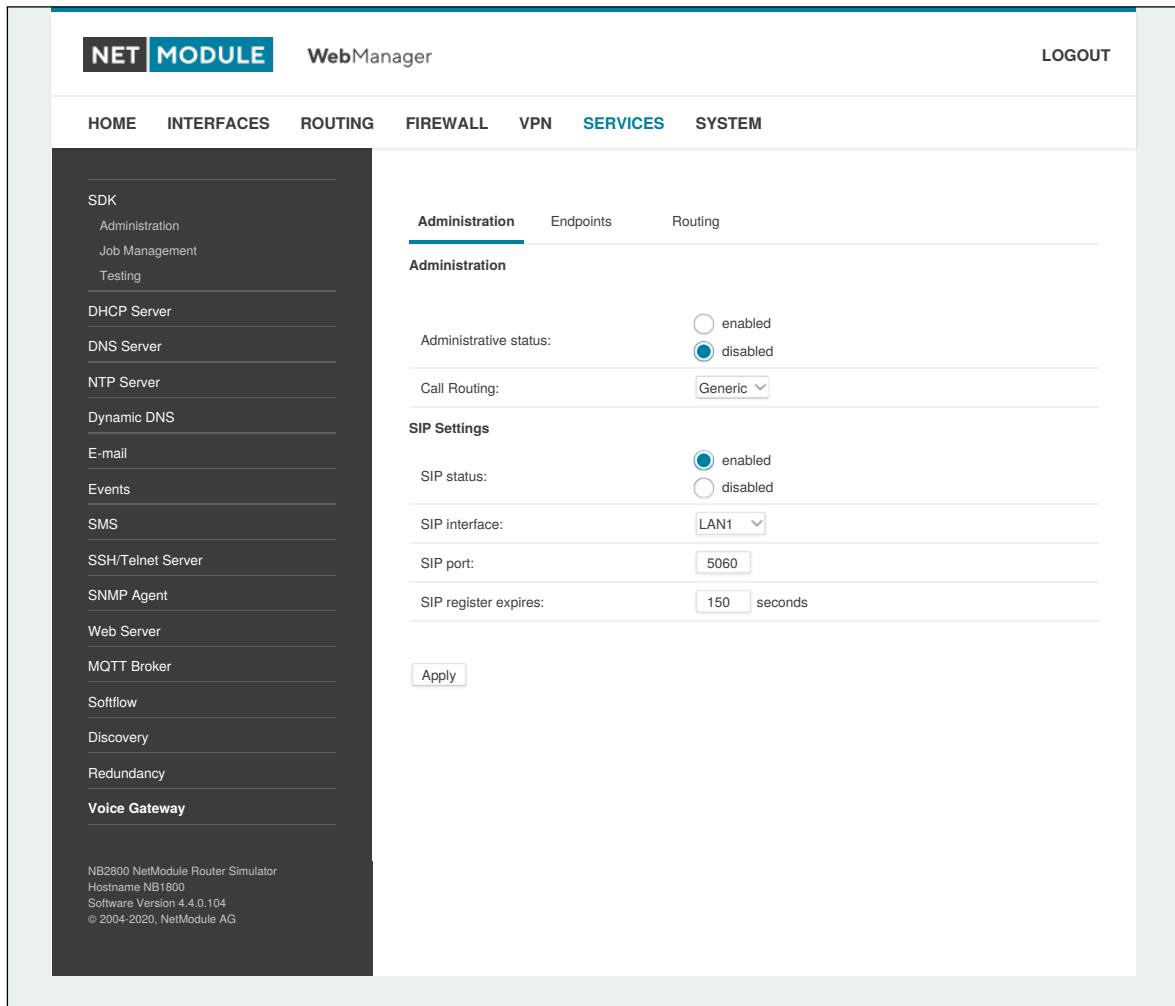 NET MODULE WebManager LOGOUT
HOME INTERFACES ROUTING FIREWALL VPN SERVICES SYSTEM
SDK
Administration
Job Management
Testing
DHCP Server
DNS Server
NTP Server
Dynamic DNS
E-mail
Events
SMS
SSH/Telnet Server
SNMP Agent
Web Server
MQTT Broker
Softflow
Discovery
Redundancy
Voice Gateway
NB2800 NetModule Router Simulator
Hostname NB1800
Software Version 4.4.0.104
© 2004-2020, NetModule AG
Administration Endpoints Routing
Administration
Administrative status:
enabled
disabled
Call Routing: Generic
SIP Settings
SIP status:
enabled
disabled
SIP interface: LAN1
SIP port: 5060
SIP register expires: 150 seconds
Apply